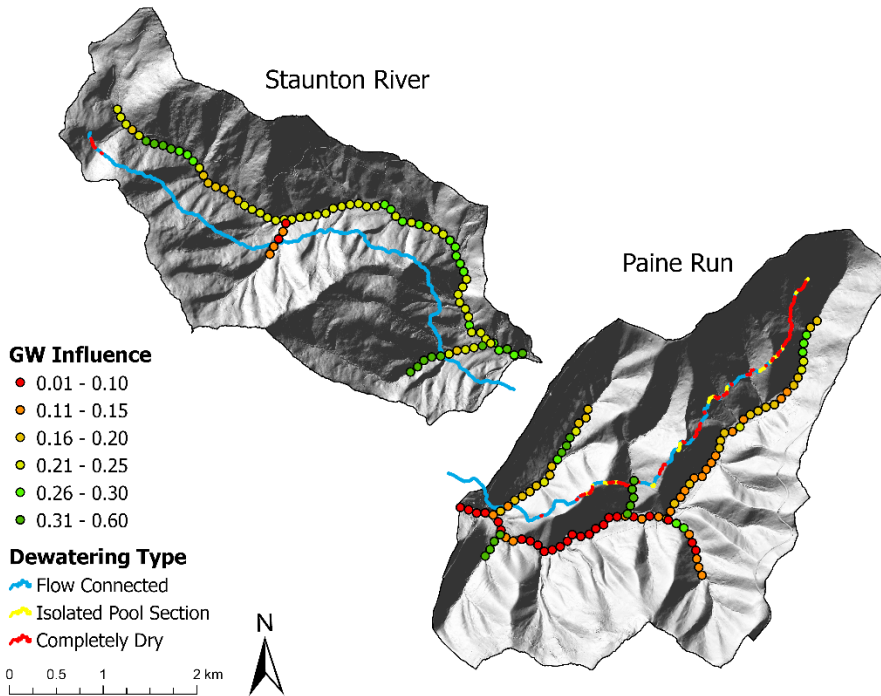 Staunton River
Paine Run
GW Influence
0.01 - 0.10
0.11 - 0.15
0.16 - 0.20
0.21 - 0.25
0.26 - 0.30
0.31 - 0.60
Dewatering Type
Flow Connected
Isolated Pool Section
Completely Dry
N
0 0.5 1 2 km